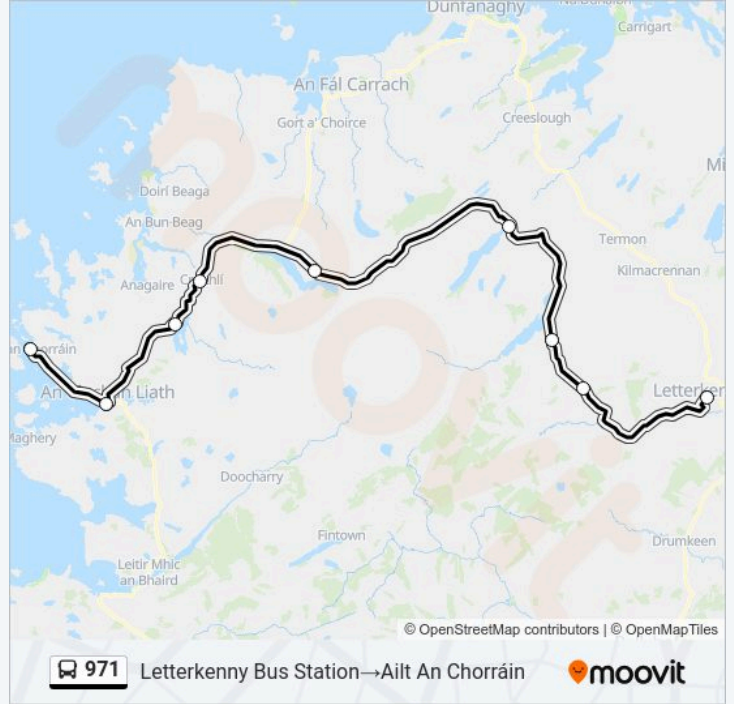 Dunfanaghy
Carrigart
An Fál Carrach
Gort a' Choirce
Creeslough
Doirí Beaga
An Bun Beag
Termon
Kilmacrennan
Anagaire
Letterken
Maghery
Doocharry
Fintown
Drumkeen
Leitir Mhic
an Bhaird
© OpenStreetMap contributors | © OpenMapTiles
971
Letterkenny Bus Station→Ailt An Chorráin
moovit